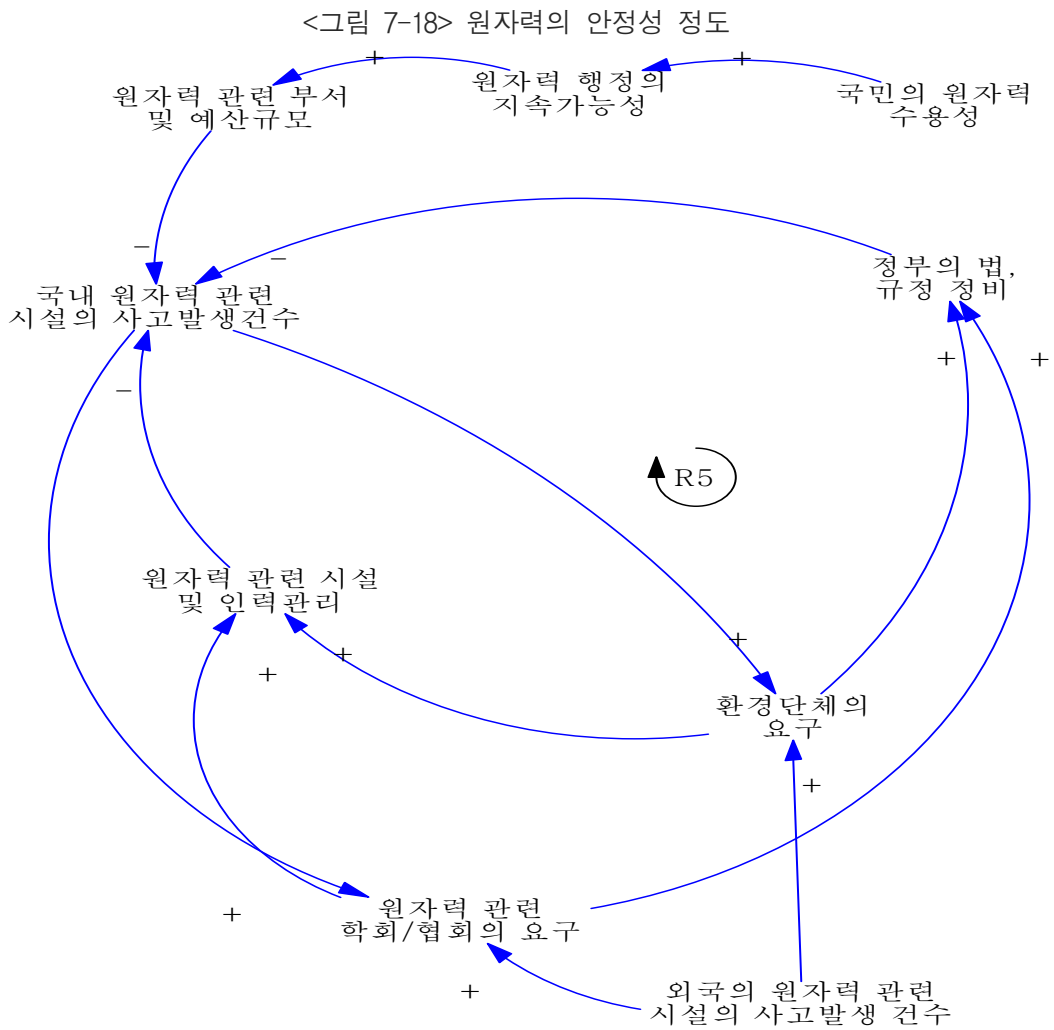 <그림 7-18> 원자력의 안정성 정도
+
+
원자력 관련 부서
및 예산규모
원자력 행정의
지속가능성
국민의 원자력
수용성
−
−
정부의 법,
규정 정비
국내 원자력 관련
시설의 사고발생건수
+
+
−
R5
원자력 관련 시설
및 인력관리
+
+
+
환경단체의
요구
+
원자력 관련
학회/협회의 요구
+
+
외국의 원자력 관련
시설의 사고발생 건수